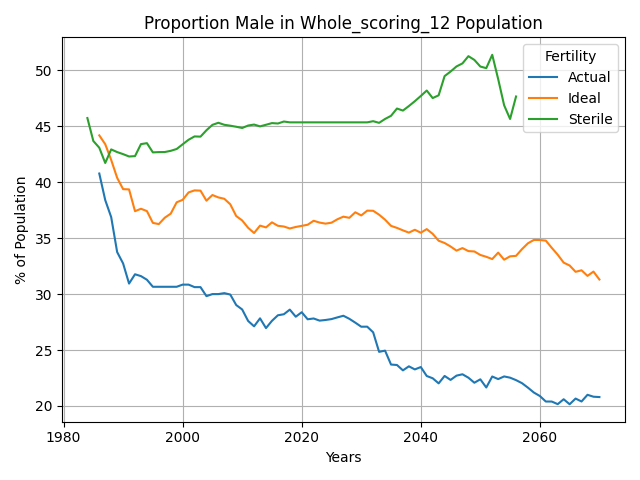 Proportion Male in Whole_scoring_12 Population
Fertility
Actual
Ideal
Sterile
% of Population
50
45
40
35
30
25
20
1980
2000
2020
2040
2060
Years